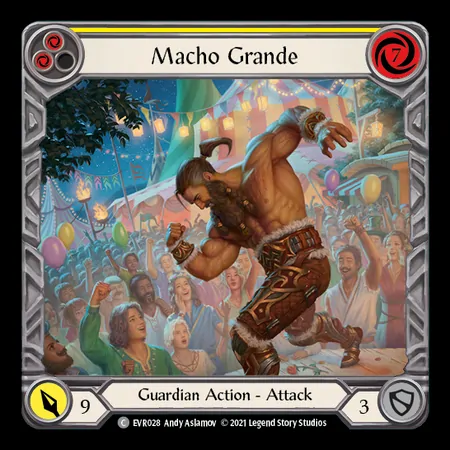 Macho Grande
7
Guardian Action - Attack
9
3
C EVR028 Andy Aslamov © 2021 Legend Story Studios